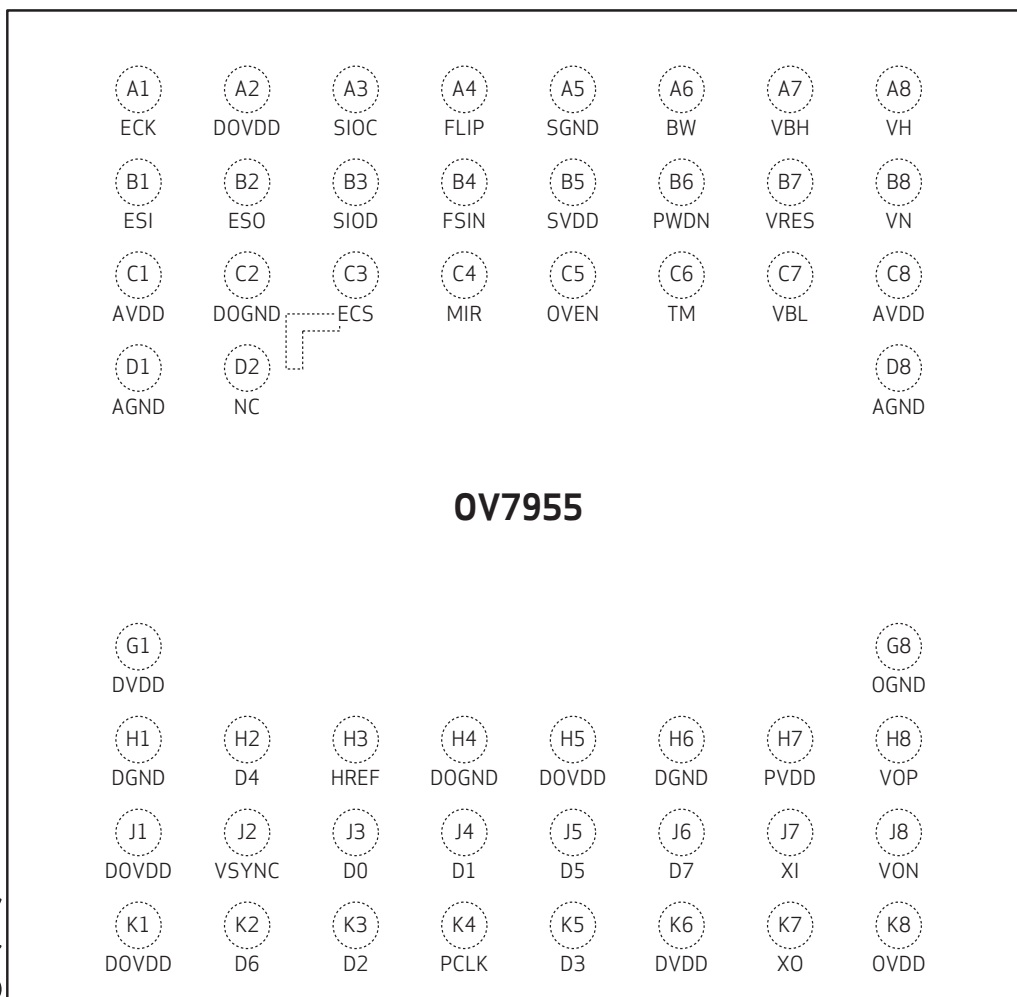 A1 A2 A3 A4 A5 A6 A7 A8
ECK DOVDD SIOC FLIP SGND BW VBH VH
B1 B2 B3 B4 B5 B6 B7 B8
ESI ESO SIOD FSIN SVDD PWDN VRES VN
C1 C2 C3 C4 C5 C6 C7 C8
AVDD DOGND ECS MIR OVEN TM VBL AVDD
D1 D2 D8
AGND NC AGND
OV7955
G1 G8
DVDD OGND
H1 H2 H3 H4 H5 H6 H7 H8
DGND D4 HREF DOGND DOVDD DGND PVDD VOP
J1 J2 J3 J4 J5 J6 J7 J8
DOVDD VSYNC D0 D1 D5 D7 XI VON
K1 K2 K3 K4 K5 K6 K7 K8
DOVDD D6 D2 PCLK D3 DVDD XO OVDD